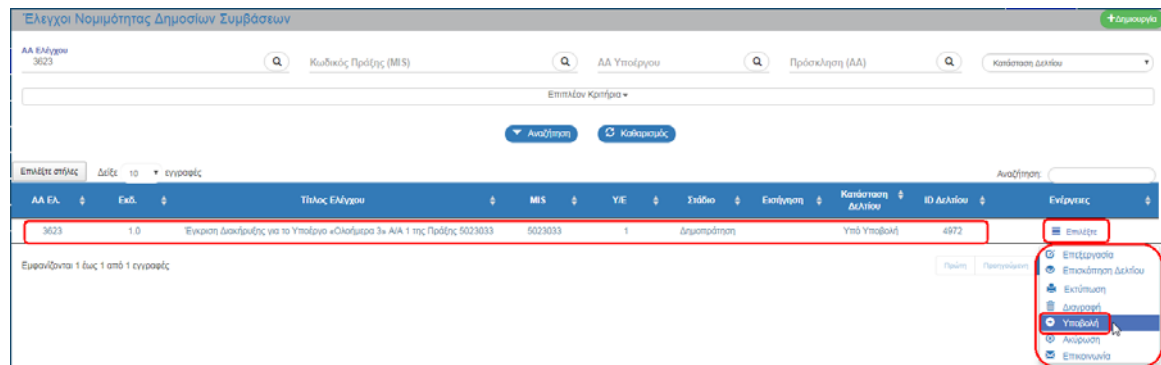 Έλεγχοι Νομιμότητας Δημοσίων Συμβάσεων
+Δημιουργία
ΑΑ Ελέγχου
3623
Κωδικός Πράξης (MIS)
ΑΑ Υποέργου
Πρόσκληση (ΑΑ)
Κατάσταση Δελτίου
Επιπλέον Κριτήρια
Αναζήτηση
Καθαρισμός
Επιλέξτε στήλες Δείξε 10 εγγραφές
Αναζήτηση:
ΑΑ Ελ. Εκδ. Τίτλος Ελέγχου MIS Υ/Ε Στάδιο Εισήγηση Κατάσταση Δελτίου ID Δελτίου Ενέργειες
3623 1.0 'Έγκριση Διακήρυξης για το Υποέργο «Ολοήμερα 3» Α/Α 1 της Πράξης 5023033 5023033 1 Δημοπράτηση Υπό Υποβολή 4972 Επιλέξτε
Εμφανίζονται 1 έως 1 από 1 εγγραφές
Πρώτη Προηγούμενη
Επεξεργασία
Επισκόπηση Δελτίου
Εκτύπωση
Διαγραφή
Υποβολή
Ακύρωση
Επικοινωνία